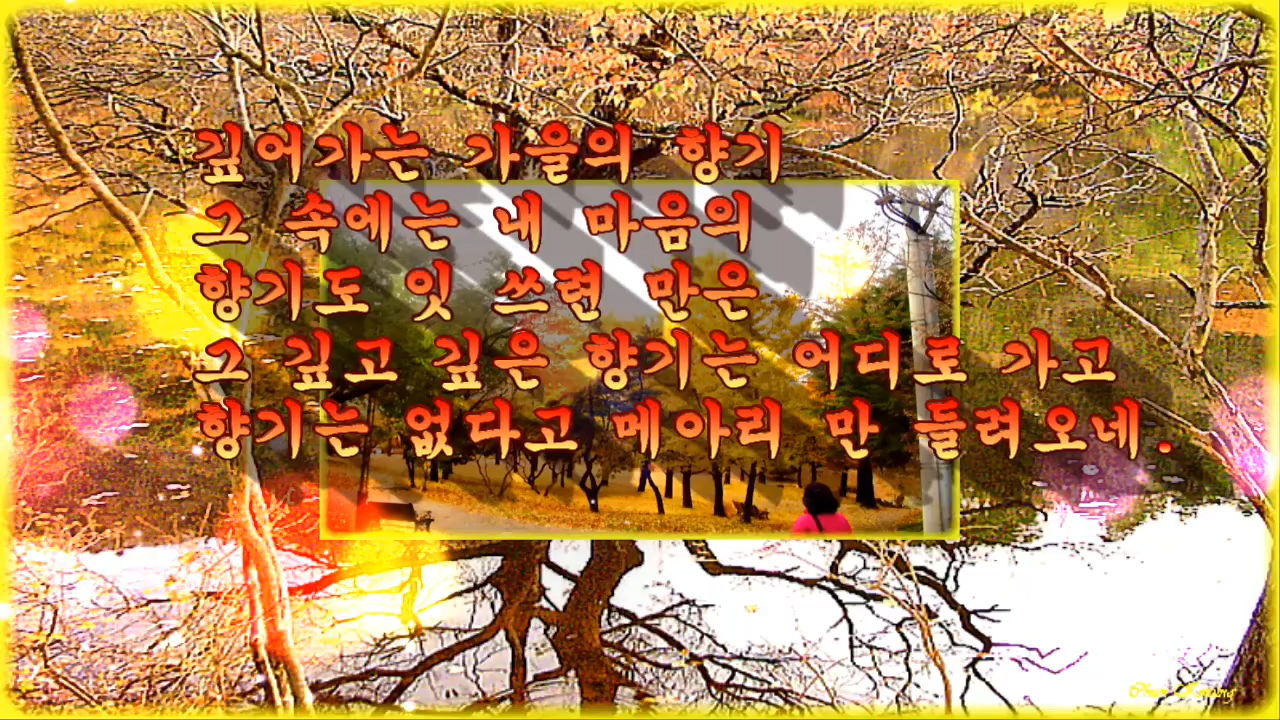 깊어가는 가을의 향기
그 속에는 내 마음의
향기도 잇 쓰련 만은
그 깊고 깊은 향기는 어디로 가고
향기는 없다고 메아리 만 들려오네.